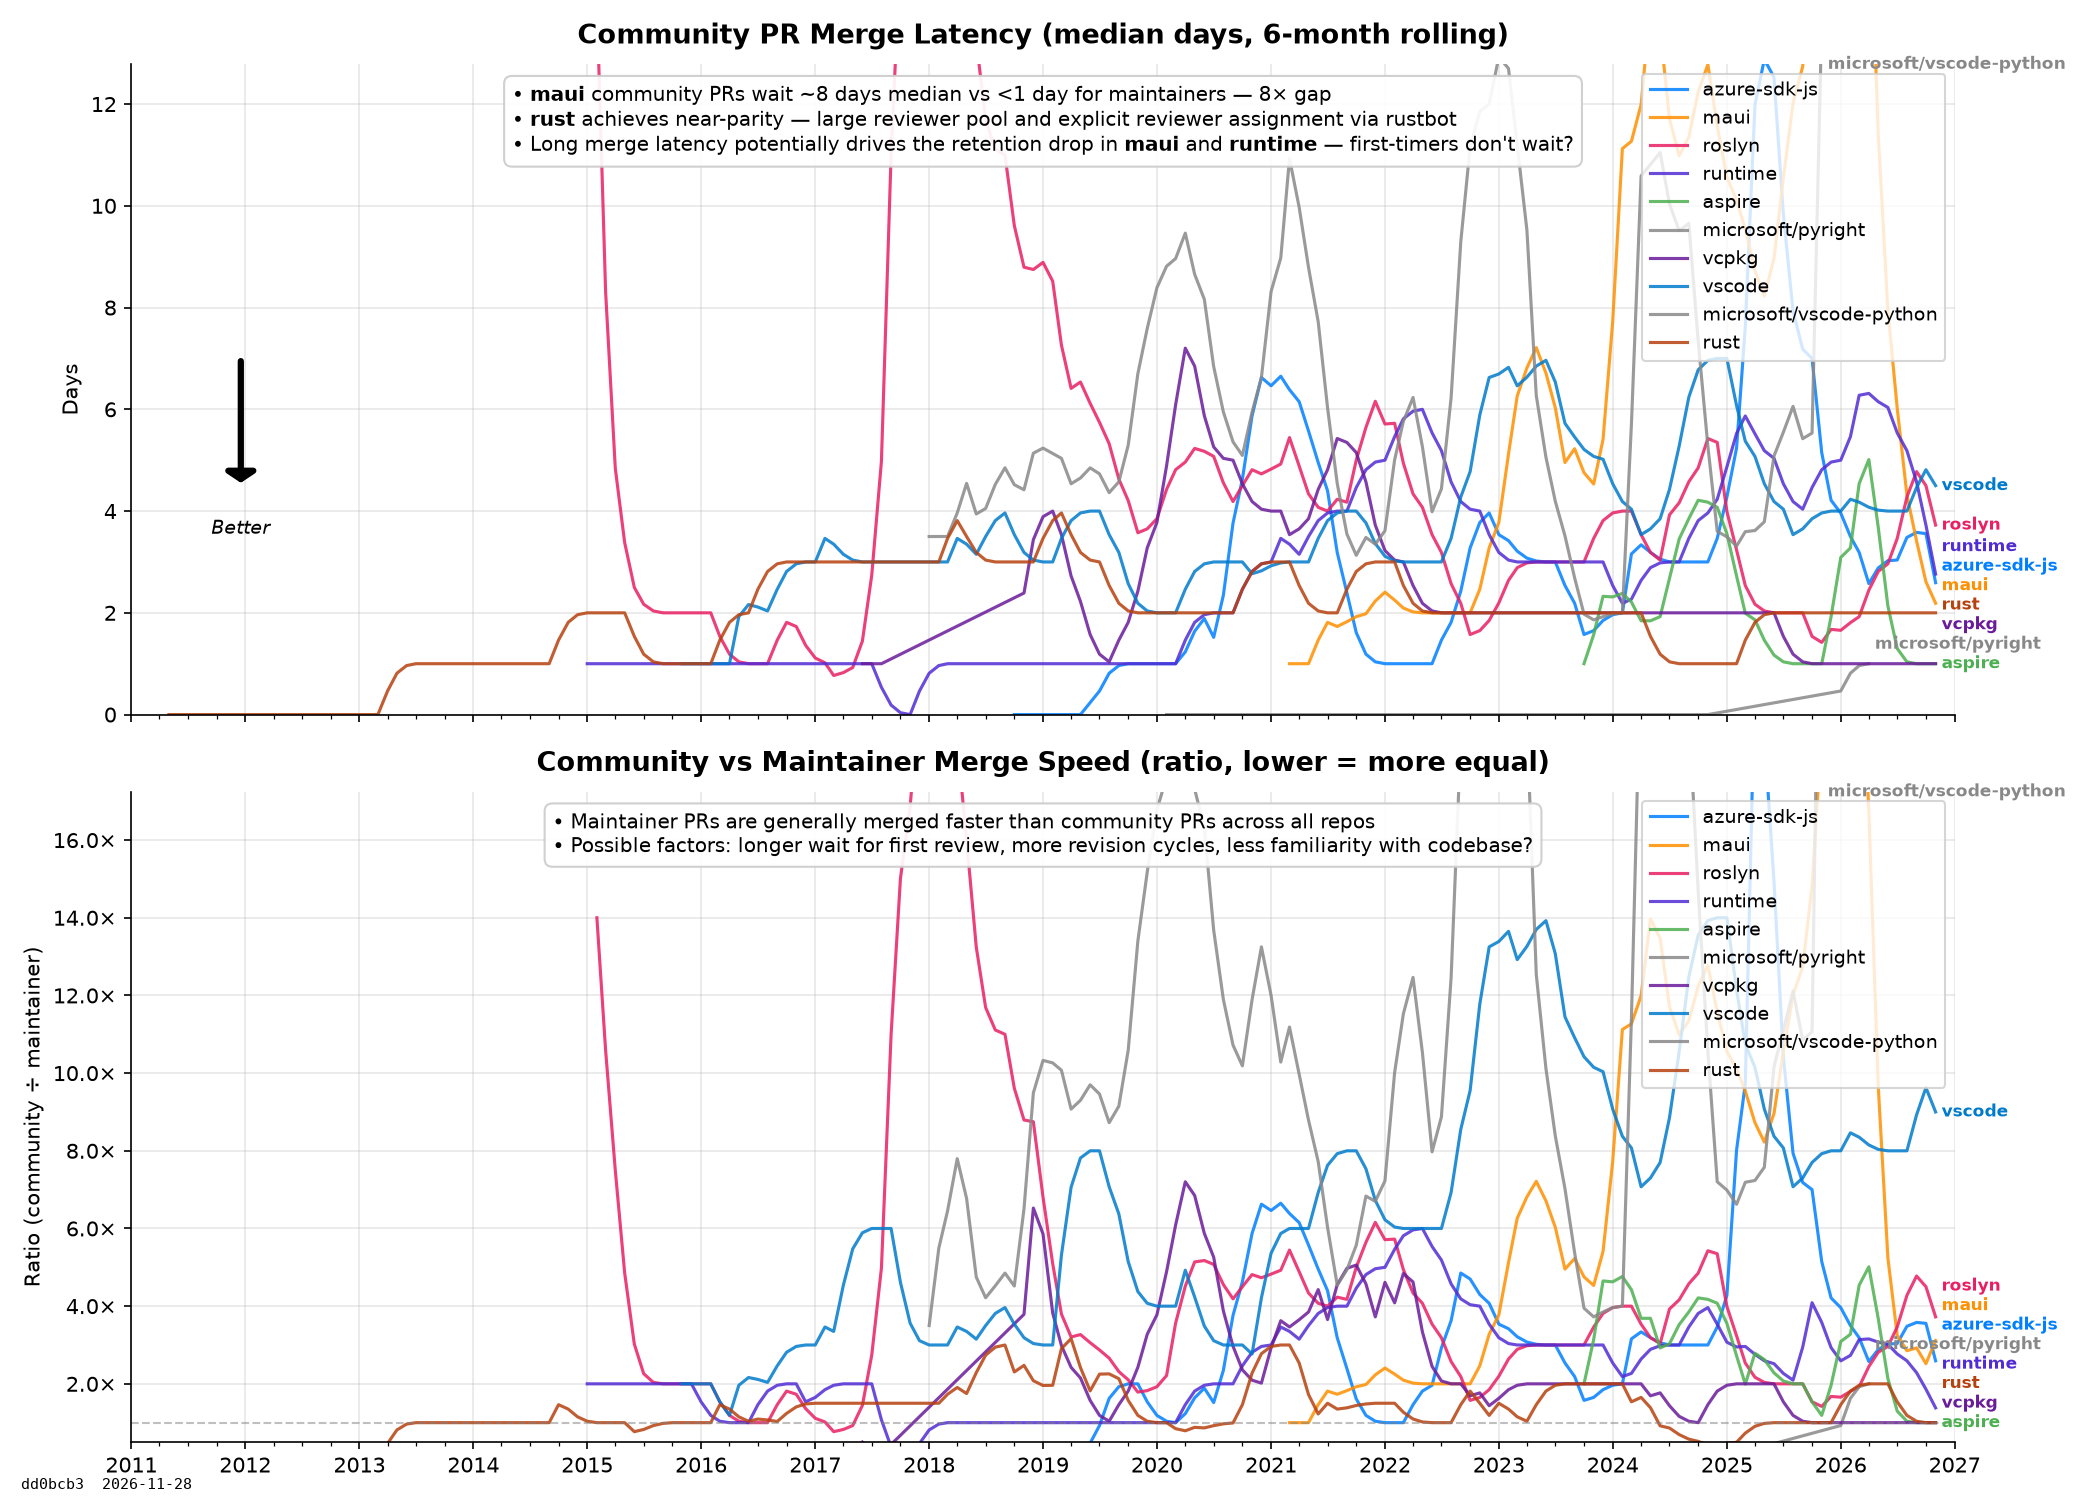 Community PR Merge Latency (median days, 6-month rolling)
microsoft/vscode-python
• maui community PRs wait ~8 days median vs <1 day for maintainers — 8× gap
• rust achieves near-parity — large reviewer pool and explicit reviewer assignment via rustbot
• Long merge latency potentially drives the retention drop in maui and runtime — first-timers don't wait?
azure-sdk-js
maui
roslyn
runtime
aspire
microsoft/pyright
vcpkg
vscode
microsoft/vscode-python
rust
12
10
8
6
4
2
0
Days
Better
vscode
roslyn
runtime
azure-sdk-js
maui
rust
vcpkg
microsoft/pyright
aspire
Community vs Maintainer Merge Speed (ratio, lower = more equal)
microsoft/vscode-python
• Maintainer PRs are generally merged faster than community PRs across all repos
• Possible factors: longer wait for first review, more revision cycles, less familiarity with codebase?
azure-sdk-js
maui
roslyn
runtime
aspire
microsoft/pyright
vcpkg
vscode
microsoft/vscode-python
rust
16.0×
14.0×
12.0×
10.0×
8.0×
6.0×
4.0×
2.0×
Ratio (community ÷ maintainer)
vscode
roslyn
maui
azure-sdk-js
microsoft/pyright
runtime
rust
vcpkg
aspire
2011 2012 2013 2014 2015 2016 2017 2018 2019 2020 2021 2022 2023 2024 2025 2026 2027
dd0bcb3 2026-11-28